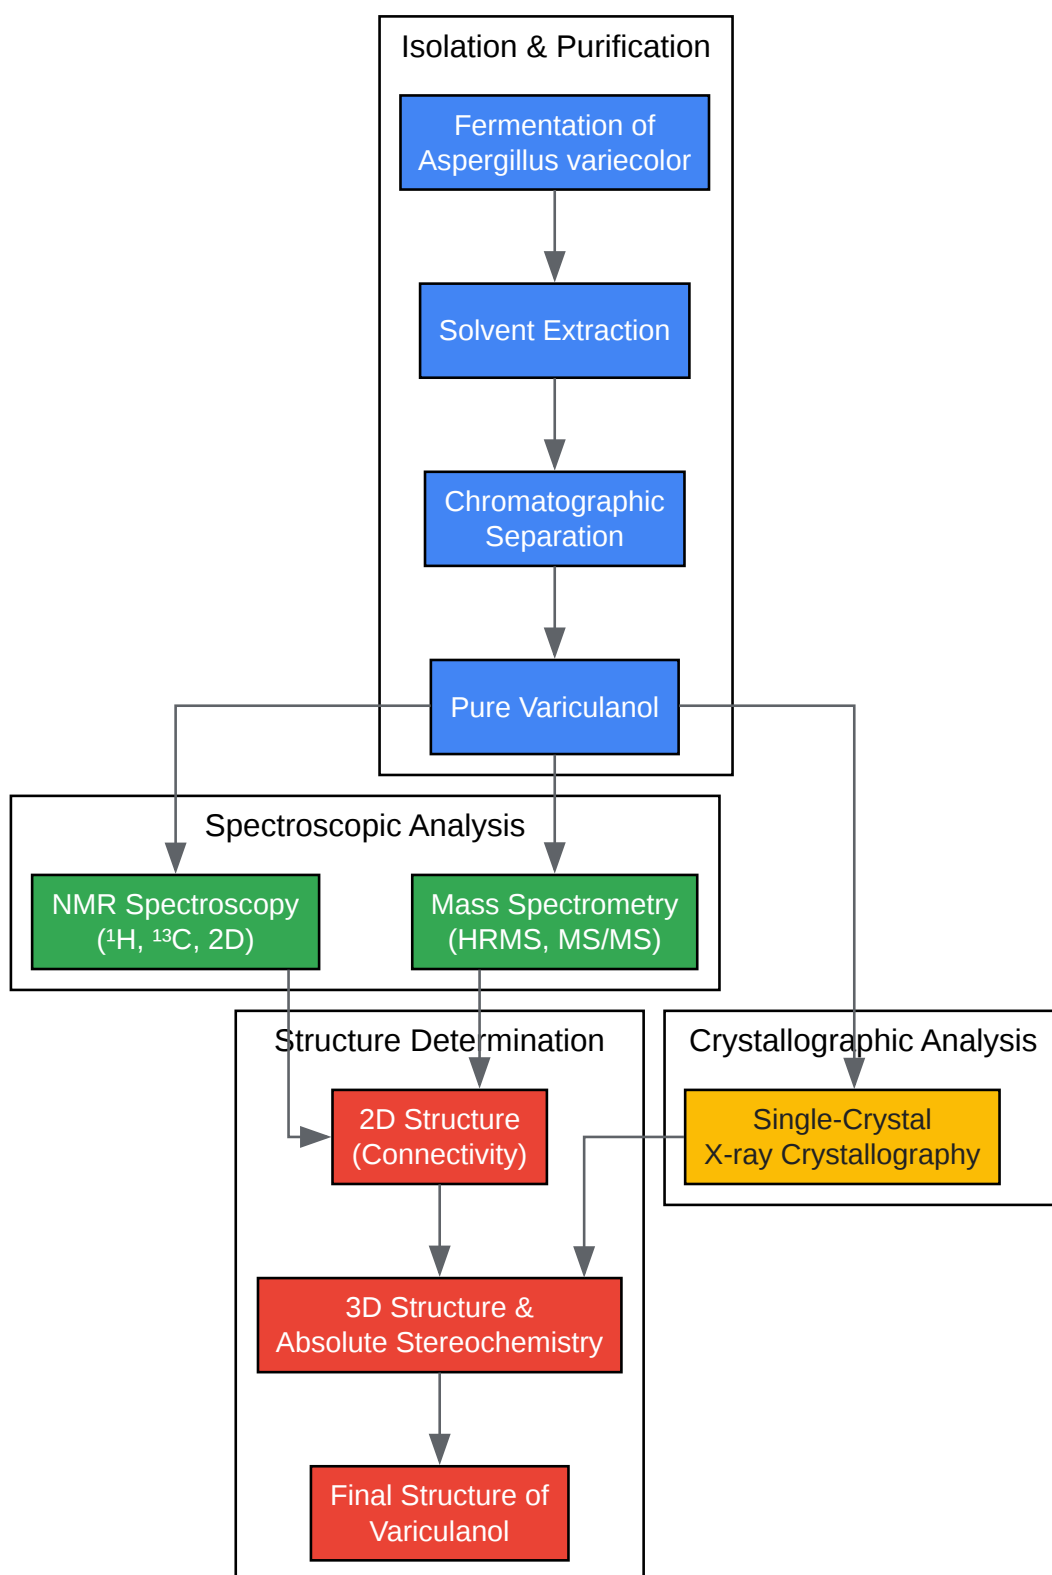 Isolation & Purification
Fermentation of
Aspergillus variecolor
Solvent Extraction
Chromatographic
Separation
Pure Variculanol
Spectroscopic Analysis
NMR Spectroscopy
(¹H, ¹³C, 2D)
Mass Spectrometry
(HRMS, MS/MS)
Structure Determination
Crystallographic Analysis
2D Structure
(Connectivity)
Single-Crystal
X-ray Crystallography
3D Structure &
Absolute Stereochemistry
Final Structure of
Variculanol